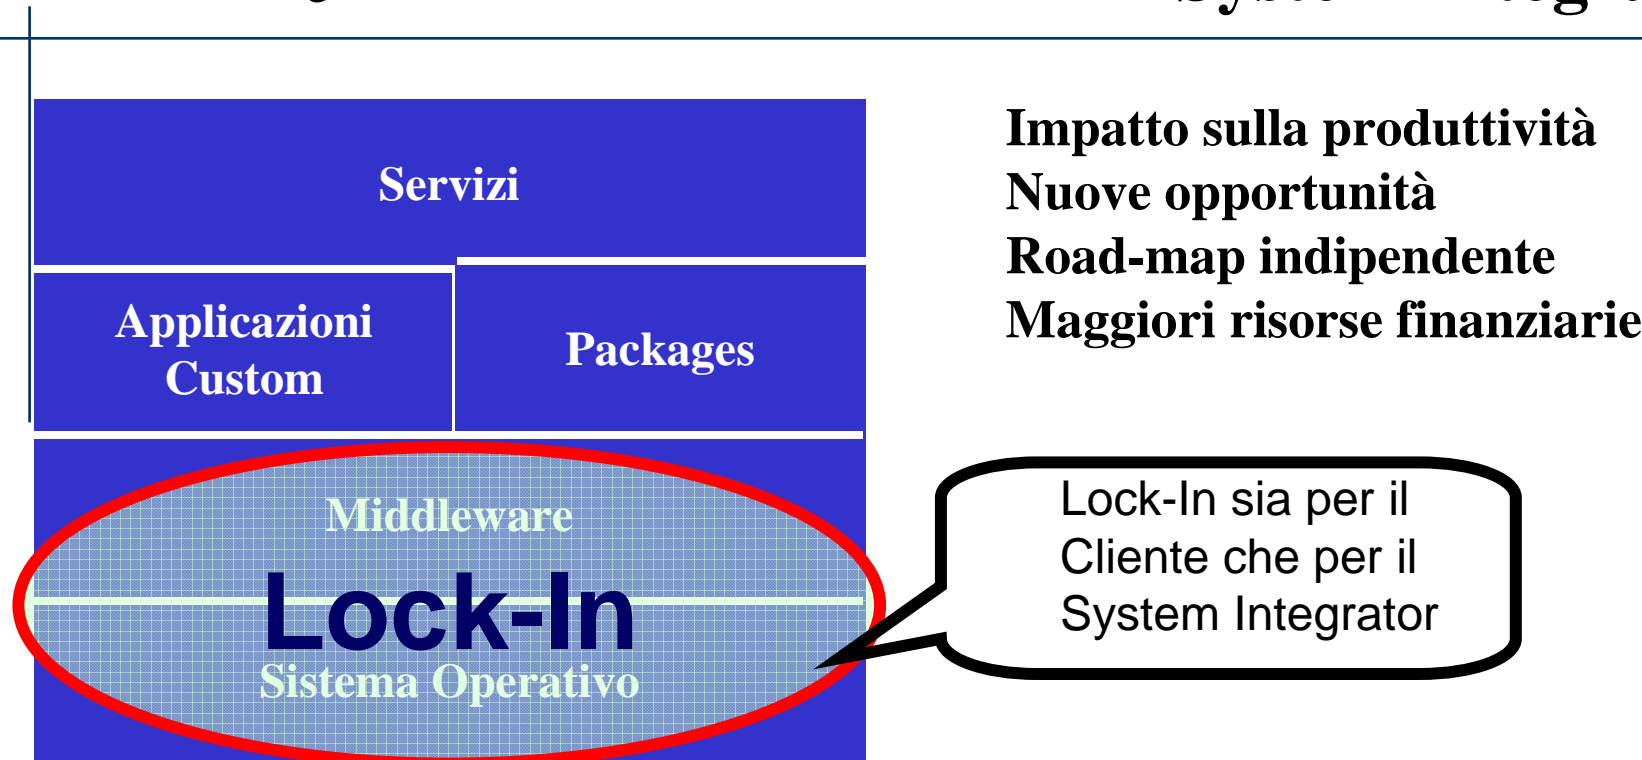 Servizi
Applicazioni
Custom
Packages
Middleware
Lock-In
Sistema Operativo
Impatto sulla produttività
Nuove opportunità
Road-map indipendente
Maggiori risorse finanziarie
Lock-In sia per il
Cliente che per il
System Integrator